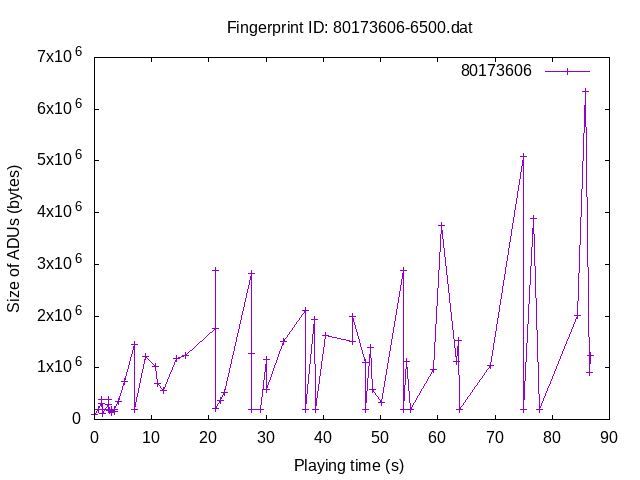 Fingerprint ID: 80173606-6500.dat
80173606
7x10^6
6x10^6
5x10^6
4x10^6
3x10^6
2x10^6
1x10^6
0
Size of ADUs (bytes)
0 10 20 30 40 50 60 70 80 90
Playing time (s)